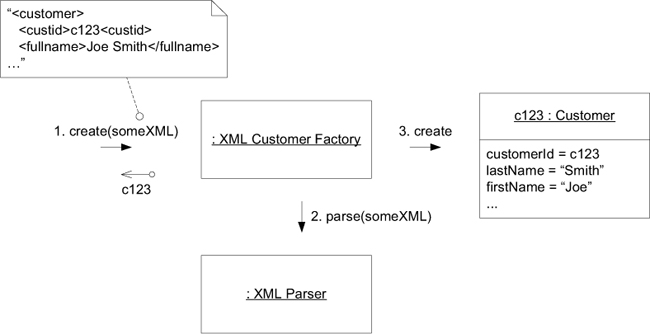 “<customer>
<custid>c123<custid>
<fullname>Joe Smith</fullname>
…”
1. create(someXML)
c123
: XML Customer Factory
3. create
c123 : Customer
customerId = c123
lastName = “Smith”
firstName = “Joe”
...
2. parse(someXML)
: XML Parser